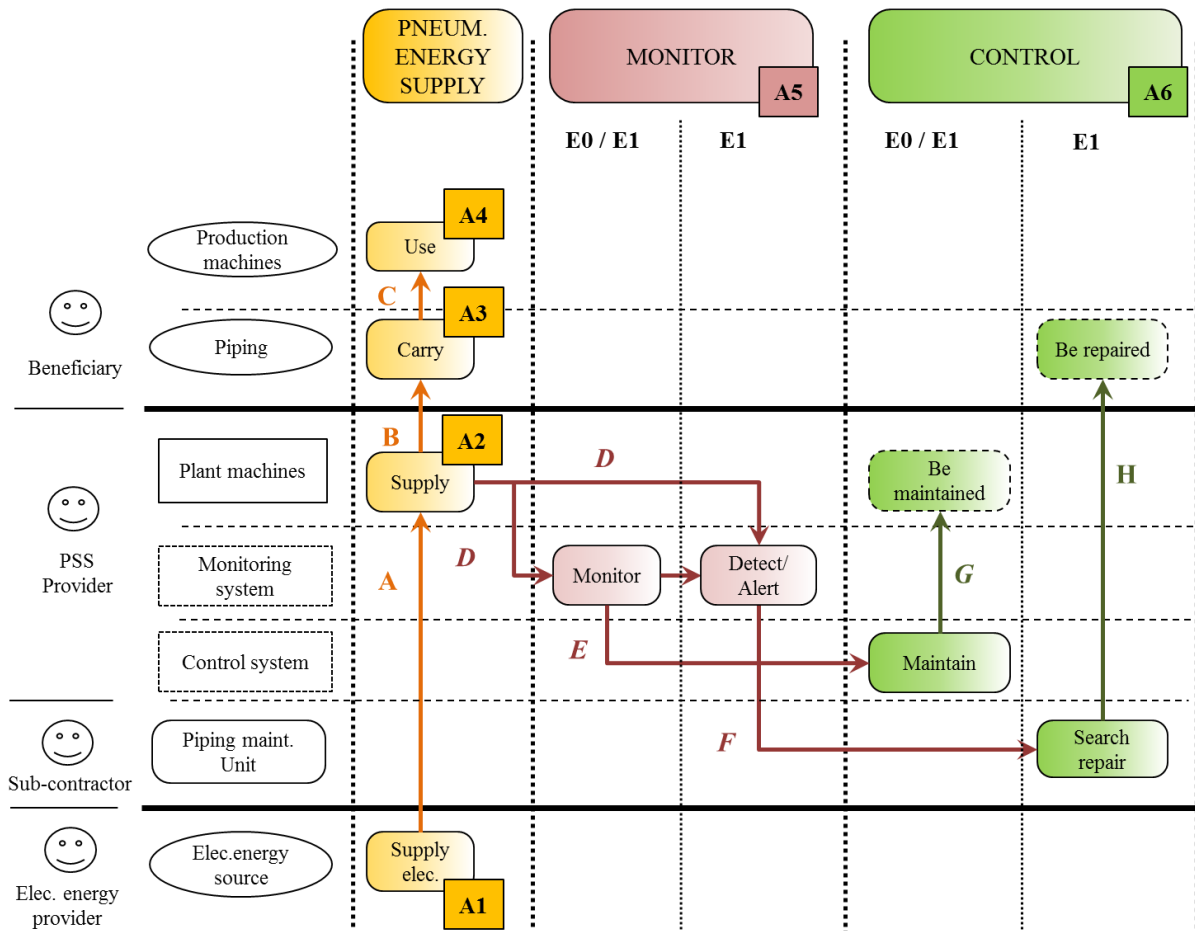 PNEUM.
ENERGY
SUPPLY
MONITOR
A5
CONTROL
A6
E0 / E1
E1
E0 / E1
E1
Production
machines
Use
A4
C
Beneficiary
Piping
Carry
A3
Be repaired
B
Plant machines
Supply
A2
D
Be
maintained
H
PSS
Provider
Monitoring
system
A
D
Monitor
Detect/
Alert
G
Control system
E
Maintain
Sub-contractor
Piping maint.
Unit
F
Search
repair
Elec. energy
provider
Elec.energy
source
Supply
elec.
A1